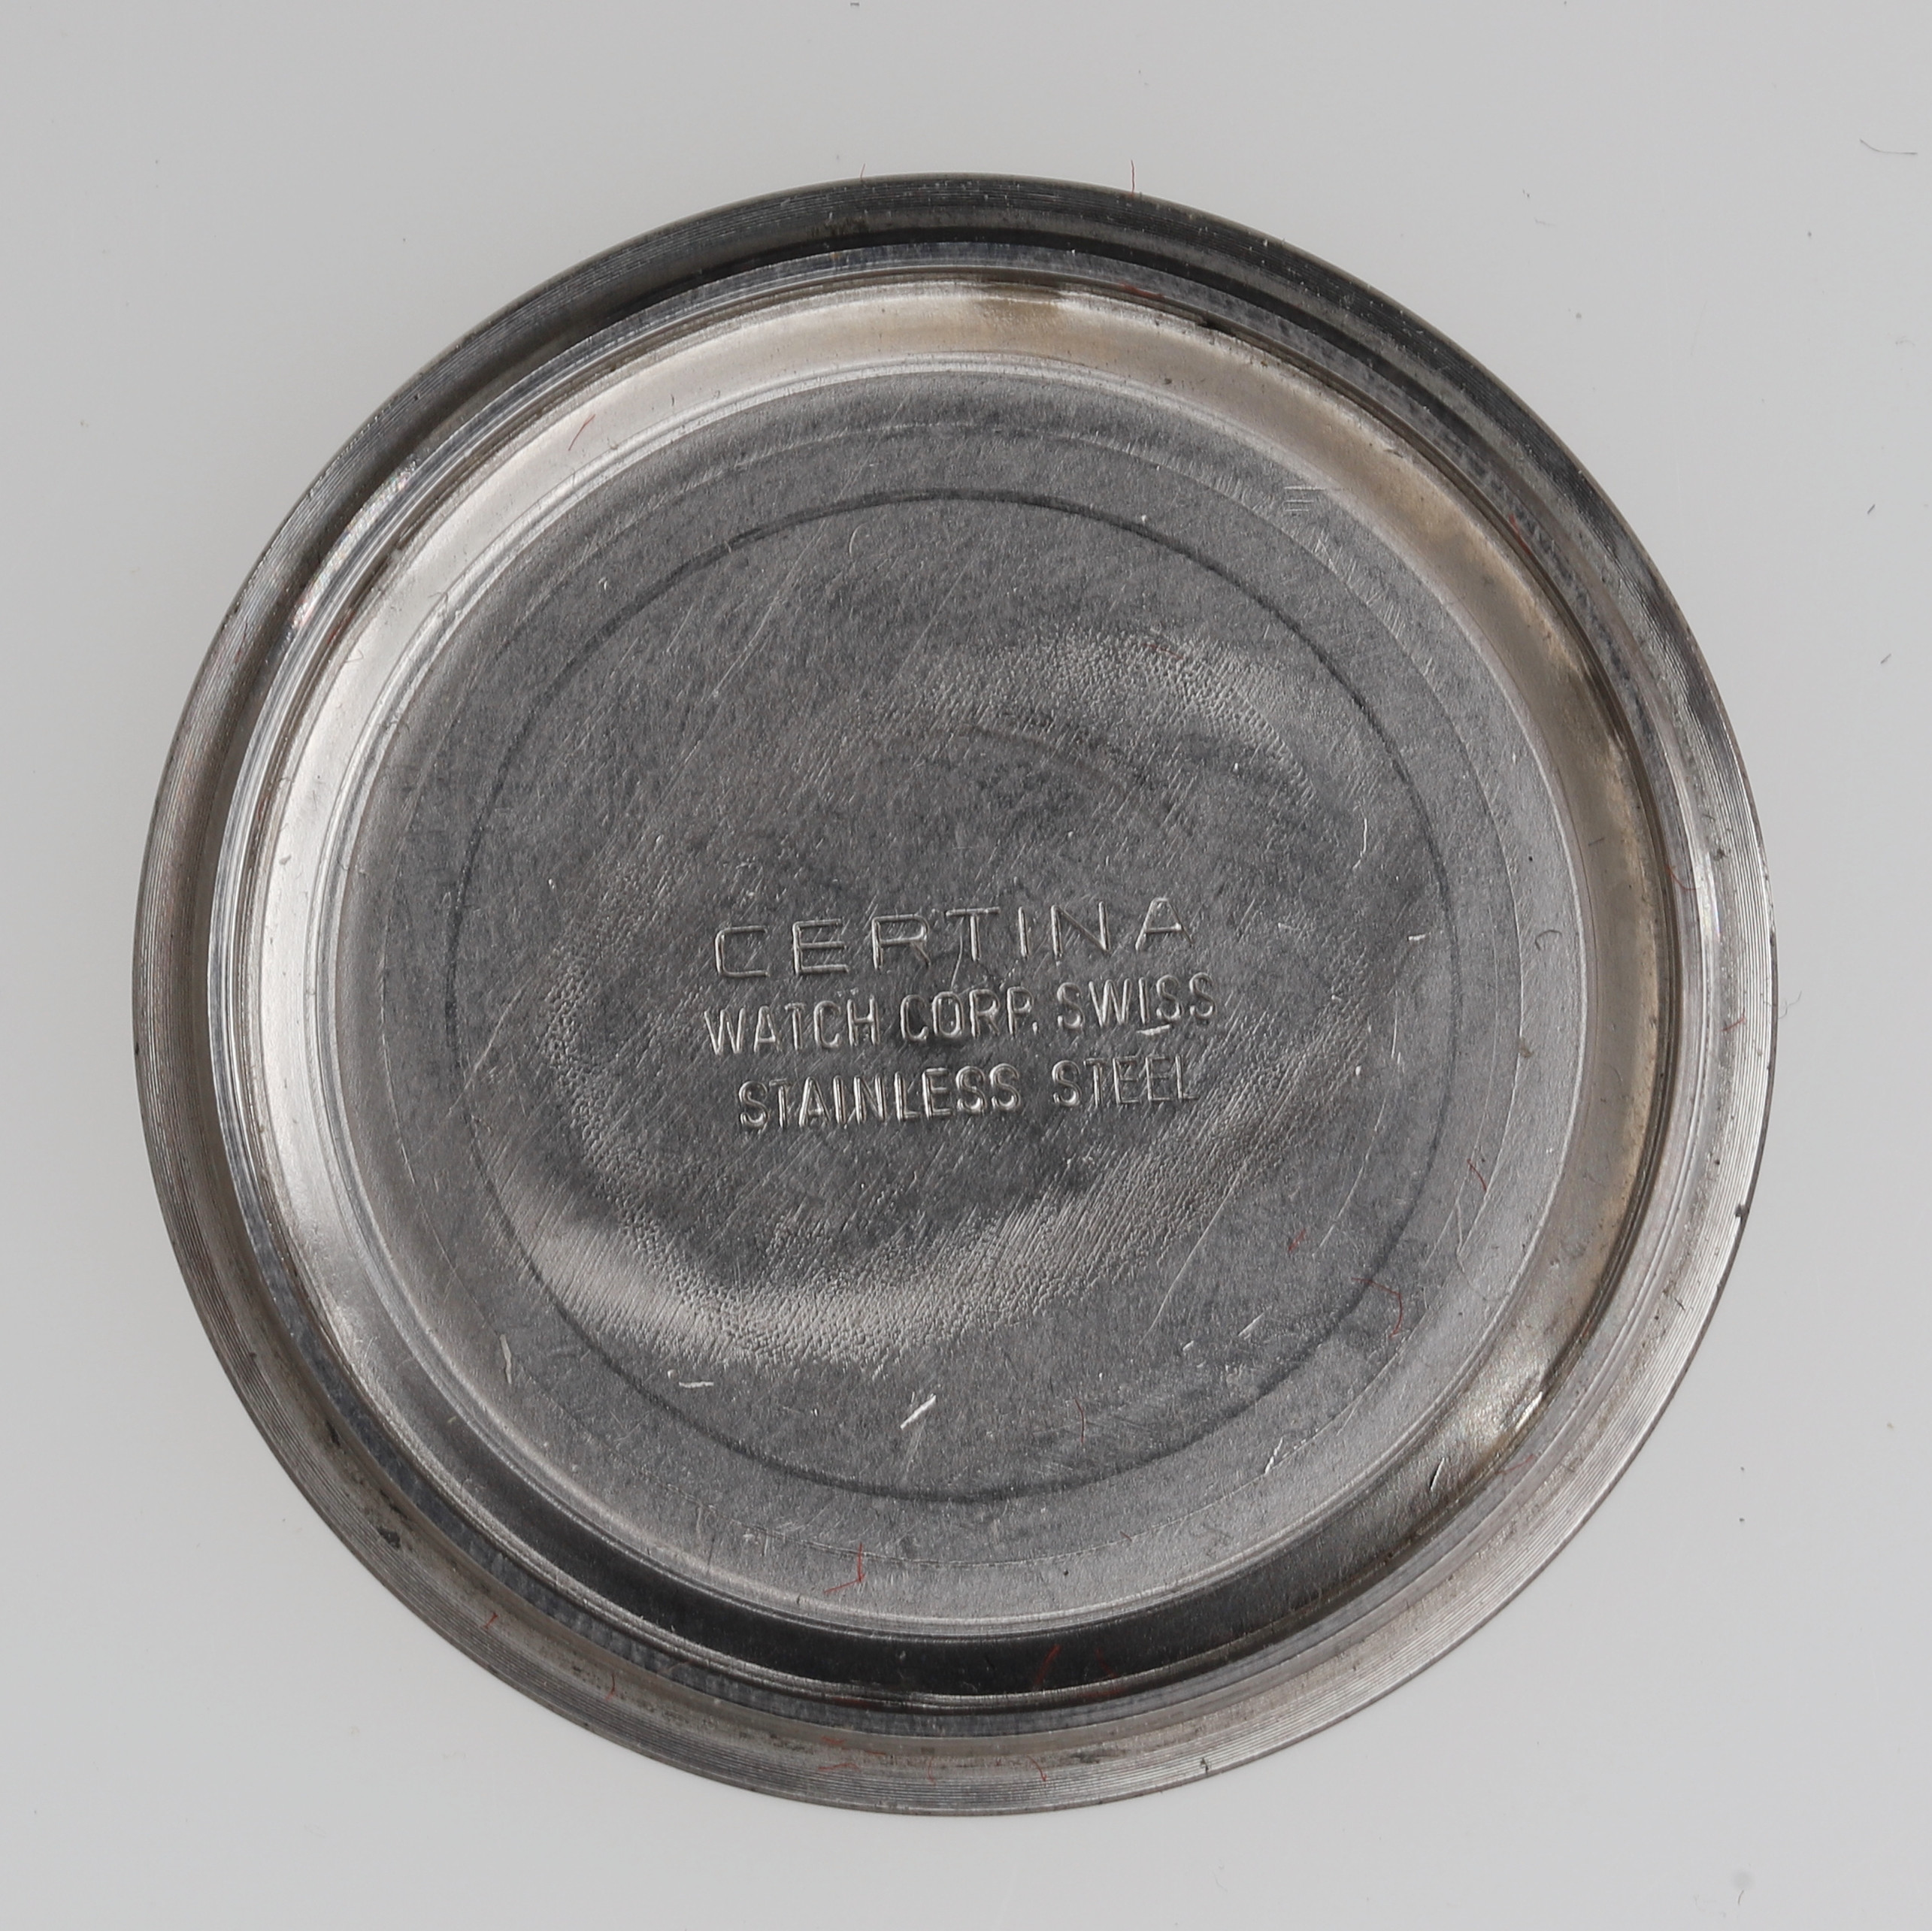 CERTINA
WATCH CORP. SWISS
STAINLESS STEEL